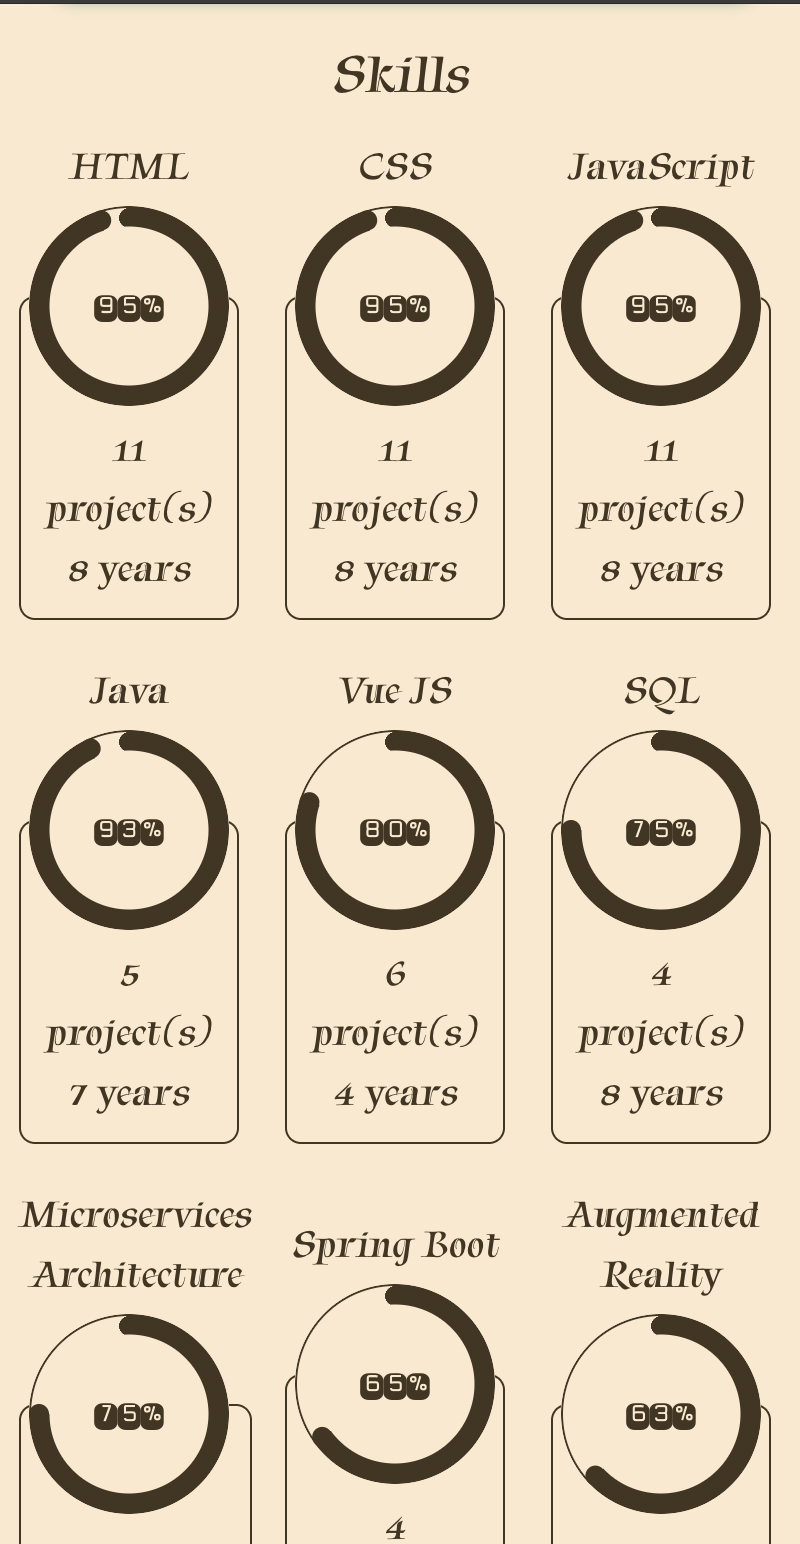 Skills
HTML
CSS
JavaScript
95%
95%
95%
11
project(s)
8 years
11
project(s)
8 years
11
project(s)
8 years
Java
Vue JS
SQL
93%
80%
75%
5
project(s)
7 years
6
project(s)
4 years
4
project(s)
8 years
Microservices
Architecture
Spring Boot
Augmented
Reality
75%
65%
63%
4